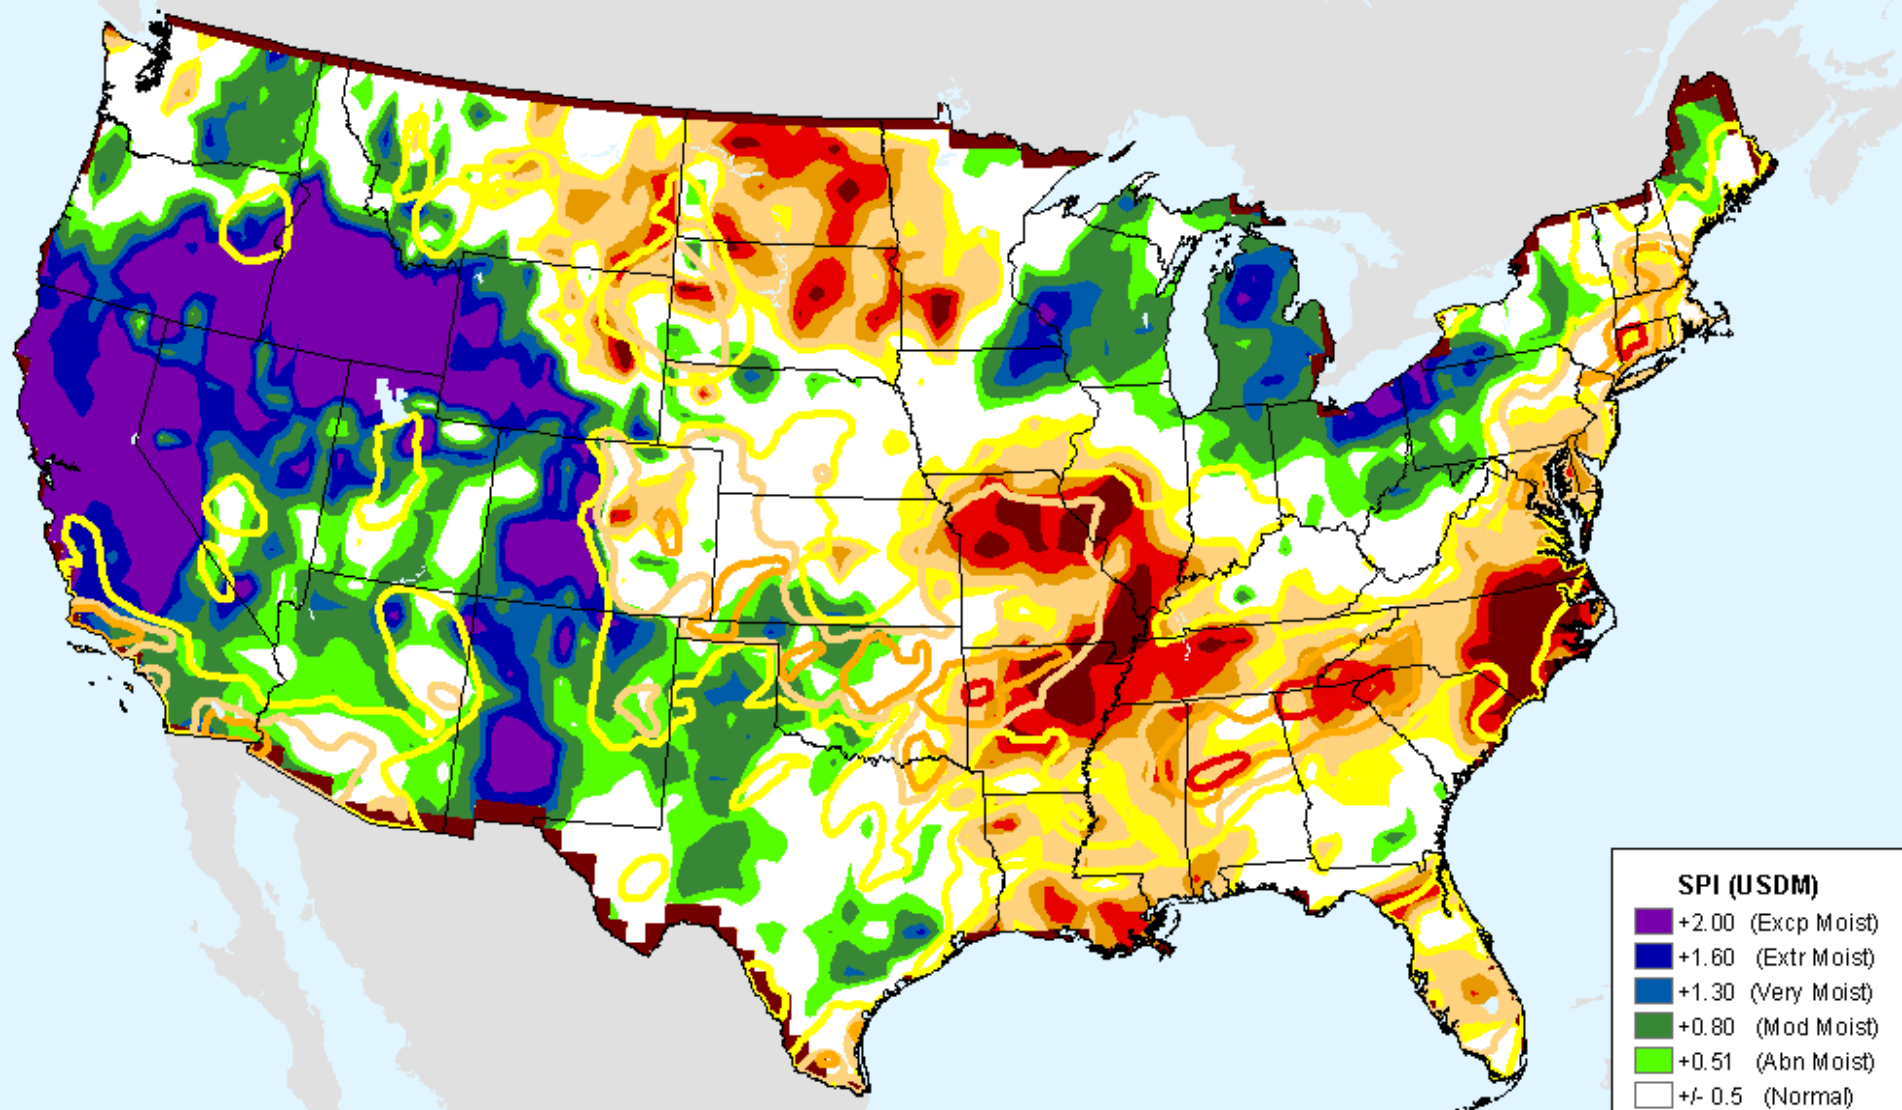 SPI (USDM)
+2.00 (Excp Moist)
+1.60 (Extr Moist)
+1.30 (Very Moist)
+0.80 (Mod Moist)
+0.51 (Abn Moist)
+/- 0.5 (Normal)